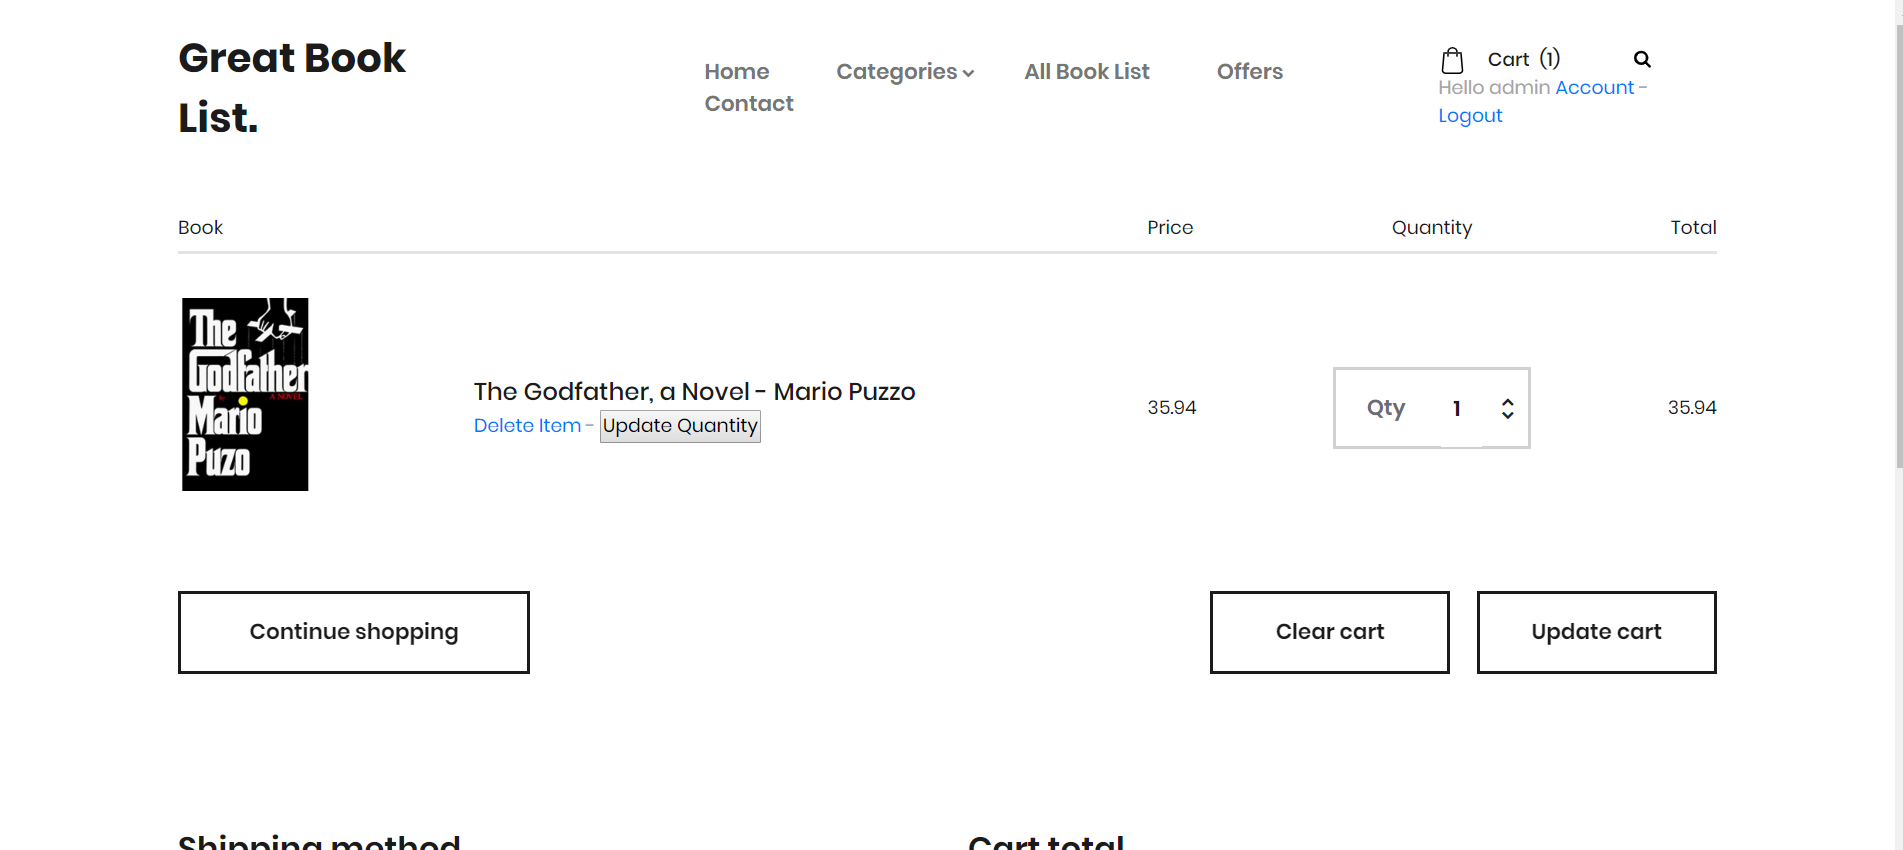 Great Book
List.
Home Categories All Book List Offers
Contact
Cart (1)
Hello admin Account -
Logout
Book Price Quantity Total
The
Godfather
by A NOVEL
Mario
Puzo
The Godfather, a Novel - Mario Puzzo
Delete Item - Update Quantity
35.94 Qty 1 35.94
Continue shopping Clear cart Update cart
Shipping method Cart total